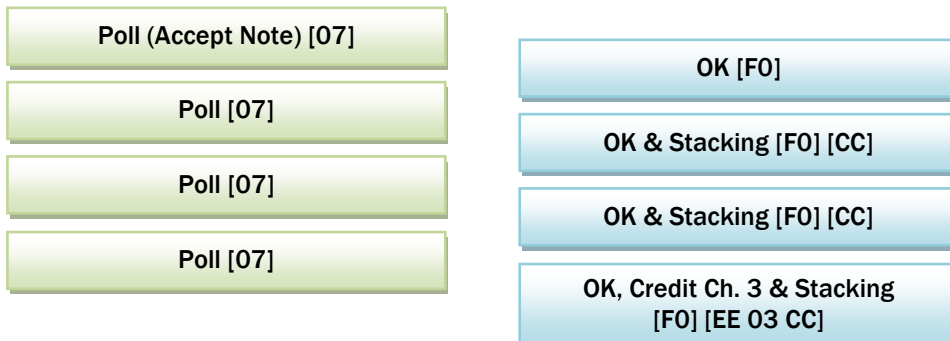 Poll (Accept Note) [07]
OK [F0]
Poll [07]
OK & Stacking [F0] [CC]
Poll [07]
OK & Stacking [F0] [CC]
Poll [07]
OK, Credit Ch. 3 & Stacking
[F0] [EE 03 CC]